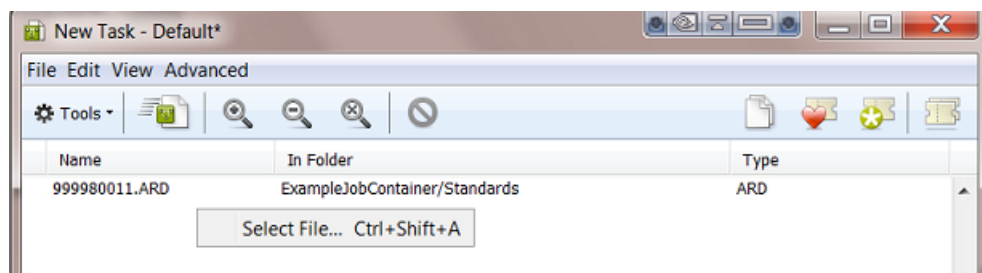 New Task - Default*
File Edit View Advanced
Tools
Name In Folder Type
999980011.ARD ExampleJobContainer/Standards ARD
Select File... Ctrl+Shift+A